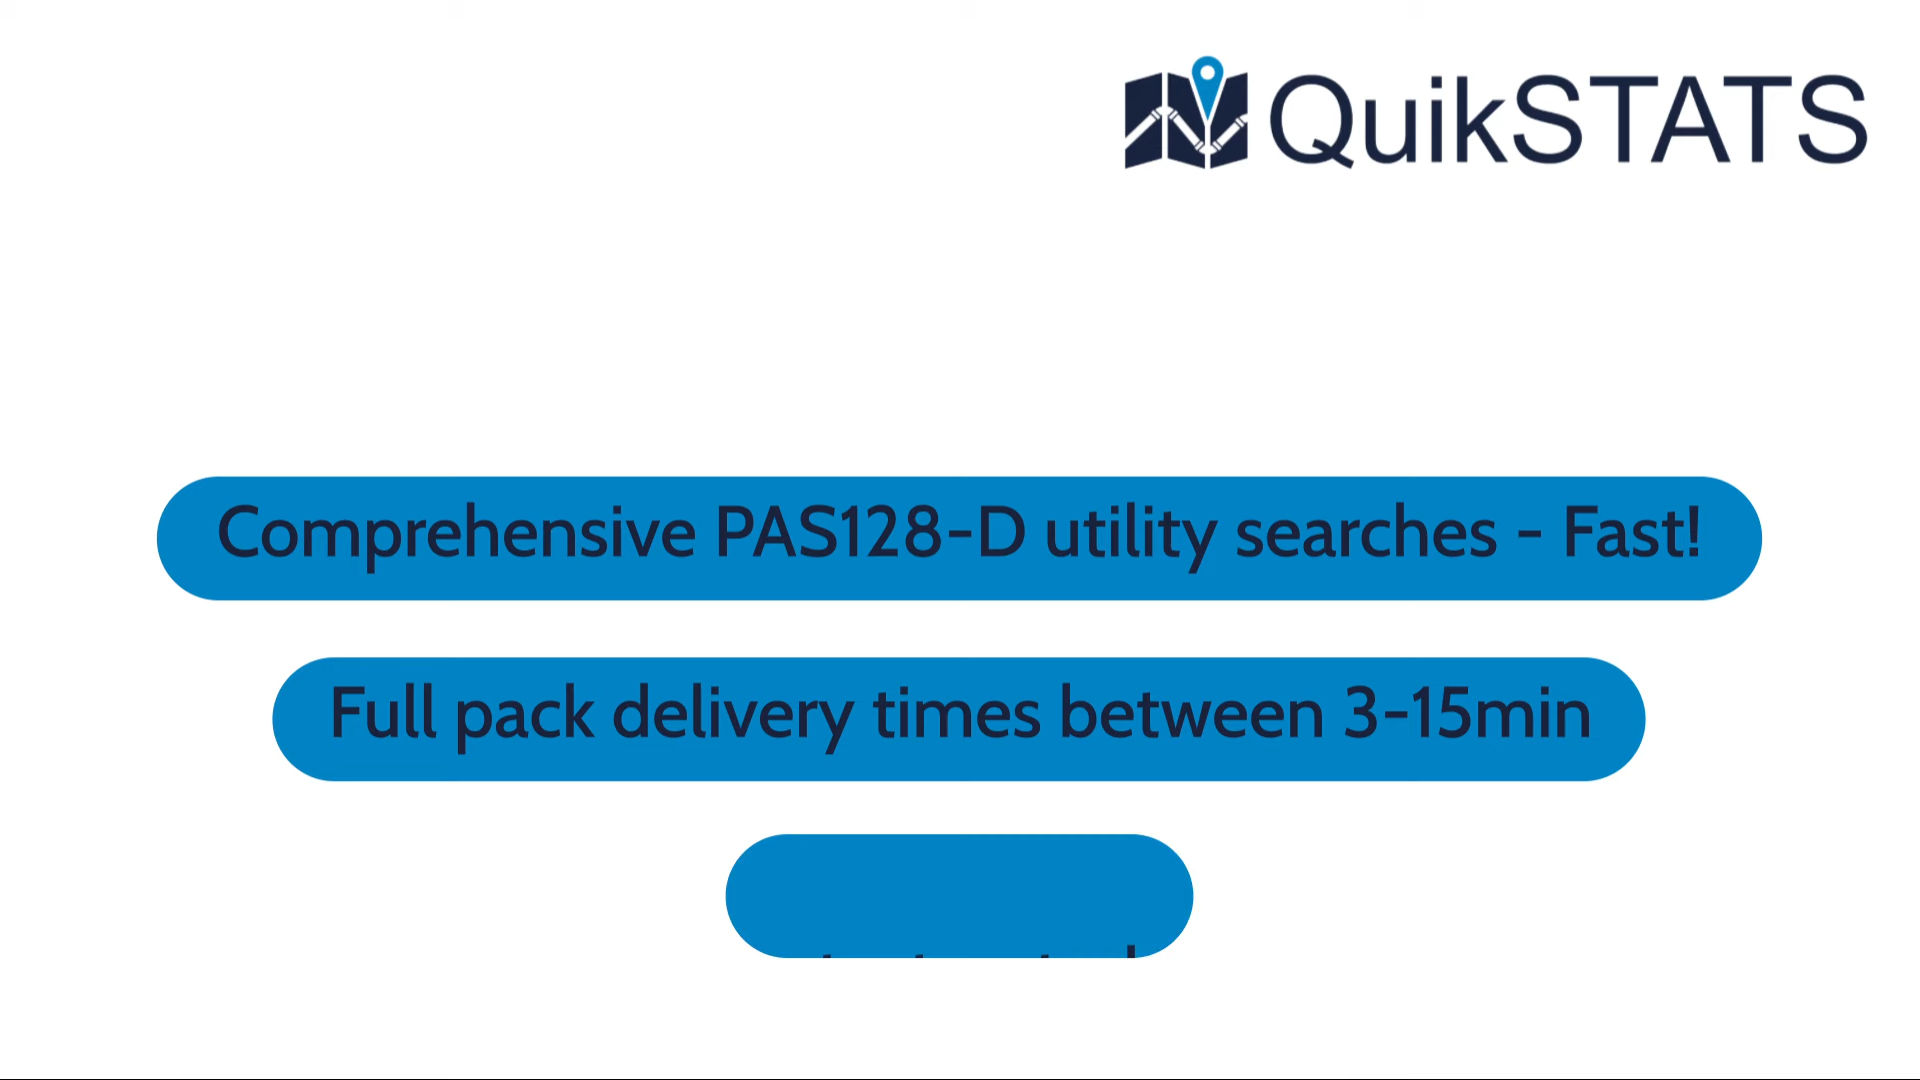 QuikSTATS
Comprehensive PAS128-D utility searches - Fast!
Full pack delivery times between 3-15min